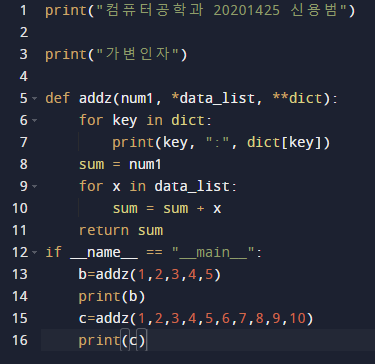 1 print("컴퓨터공학과 20201425 신용범")
2
3 print("가변인자")
4
5 def addz(num1, *data_list, **dict):
6     for key in dict:
7         print(key, ":", dict[key])
8     sum = num1
9     for x in data_list:
10         sum = sum + x
11     return sum
12 if __name__ == "__main__":
13     b=addz(1,2,3,4,5)
14     print(b)
15     c=addz(1,2,3,4,5,6,7,8,9,10)
16     print(c)